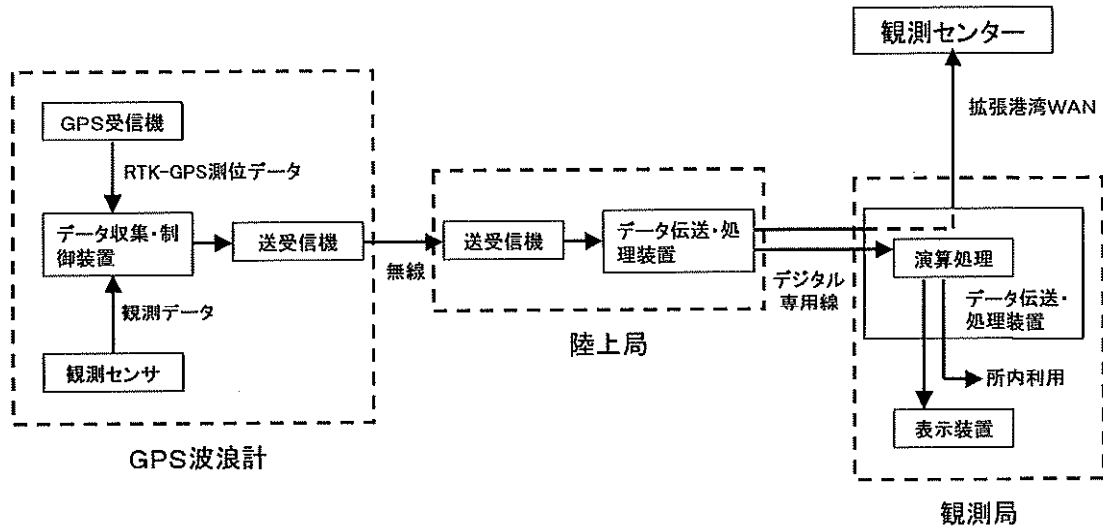 観測センター
拡張港湾WAN
GPS受信機
RTK-GPS測位データ
データ収集・制
御装置
送受信機
観測データ
観測センサ
GPS波浪計
無線
送受信機
データ伝送・処
理装置
陸上局
デジタル
専用線
演算処理
データ伝送・
処理装置
所内利用
表示装置
観測局